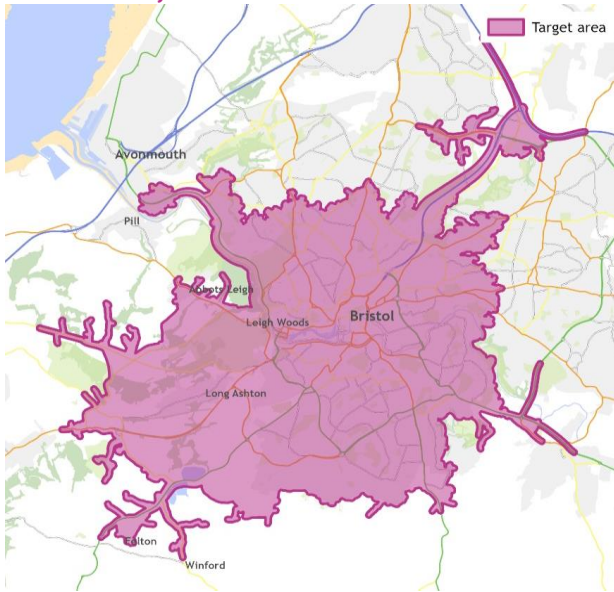 Target area
Avonmouth
Pill
Abbots Leigh
Leigh Woods
Bristol
Long Ashton
Felton
Winford